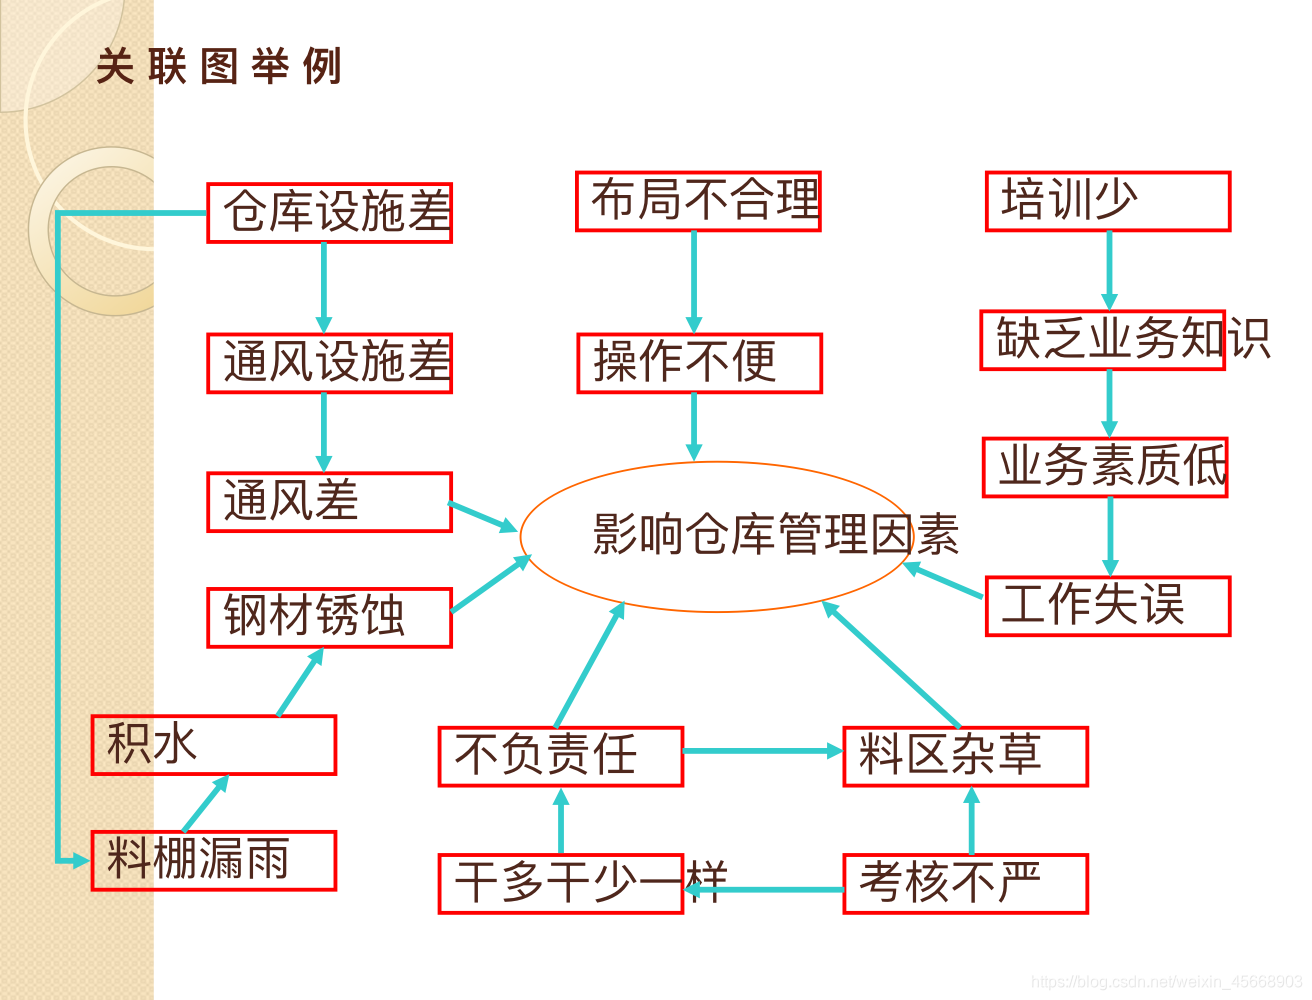 关联图举例
仓库设施差
布局不合理
培训少
通风设施差
操作不便
缺乏业务知识
业务素质低
通风差
影响仓库管理因素
钢材锈蚀
工作失误
积水
不负责任
料区杂草
料棚漏雨
干多干少一样
考核不严
https://blog.csdn.net/weixin_45668903